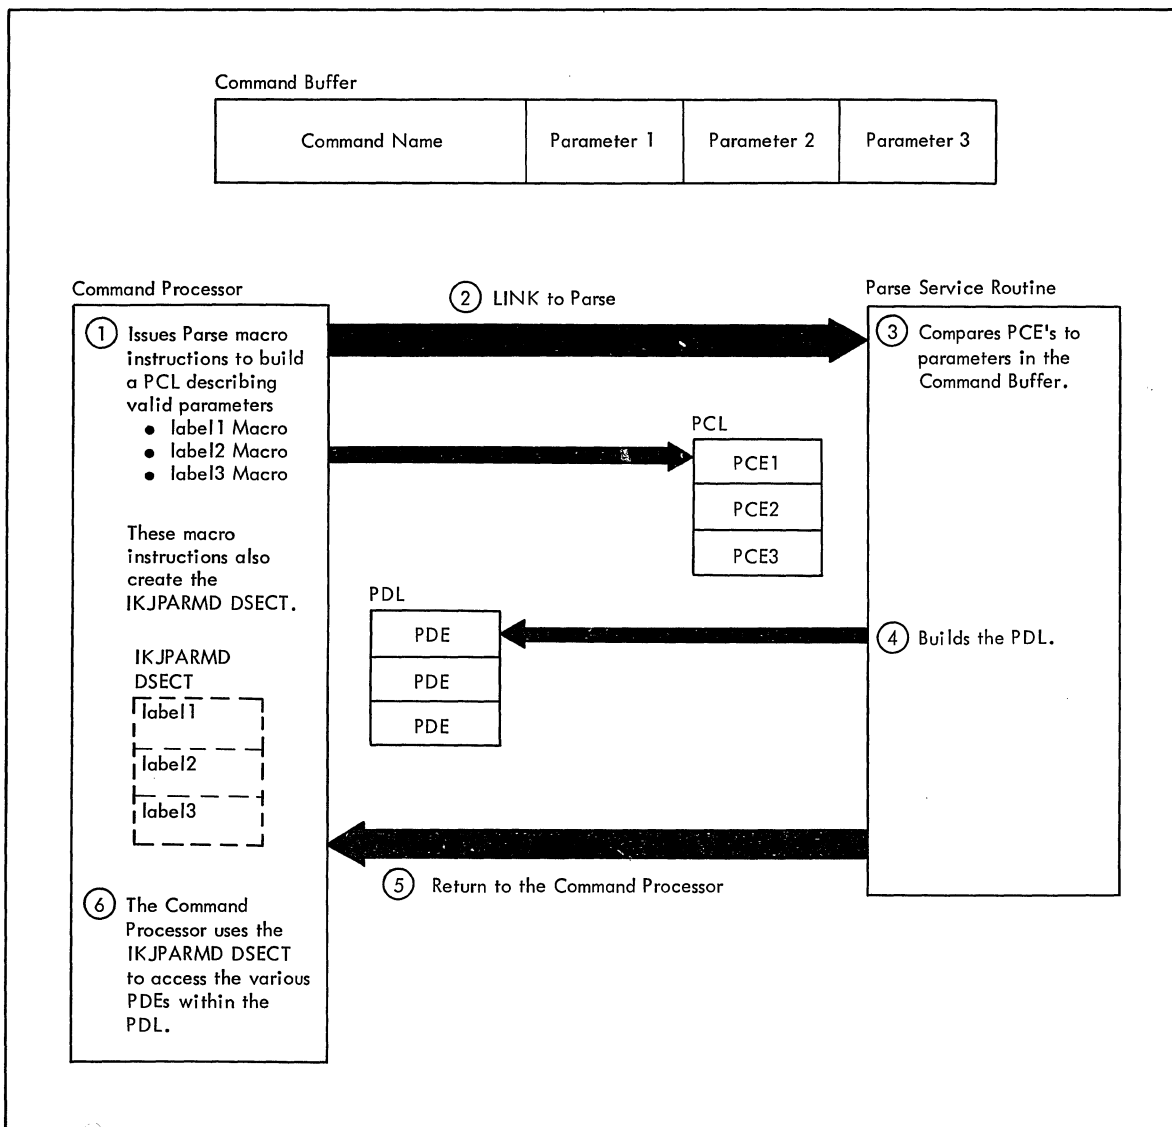 Command Buffer
Command Name
Parameter 1
Parameter 2
Parameter 3
Command Processor
① Issues Parse macro
instructions to build
a PCL describing
valid parameters
• label1 Macro
• label2 Macro
• label3 Macro
These macro
instructions also
create the
IKJPARMD DSECT.
IKJPARMD
DSECT
label1
label2
label3
⑥ The Command
Processor uses the
IKJPARMD DSECT
to access the various
PDEs within the
PDL.
② LINK to Parse
PCL
PCE1
PCE2
PCE3
PDL
PDE
PDE
PDE
⑤ Return to the Command Processor
Parse Service Routine
③ Compares PCE's to
parameters in the
Command Buffer.
④ Builds the PDL.